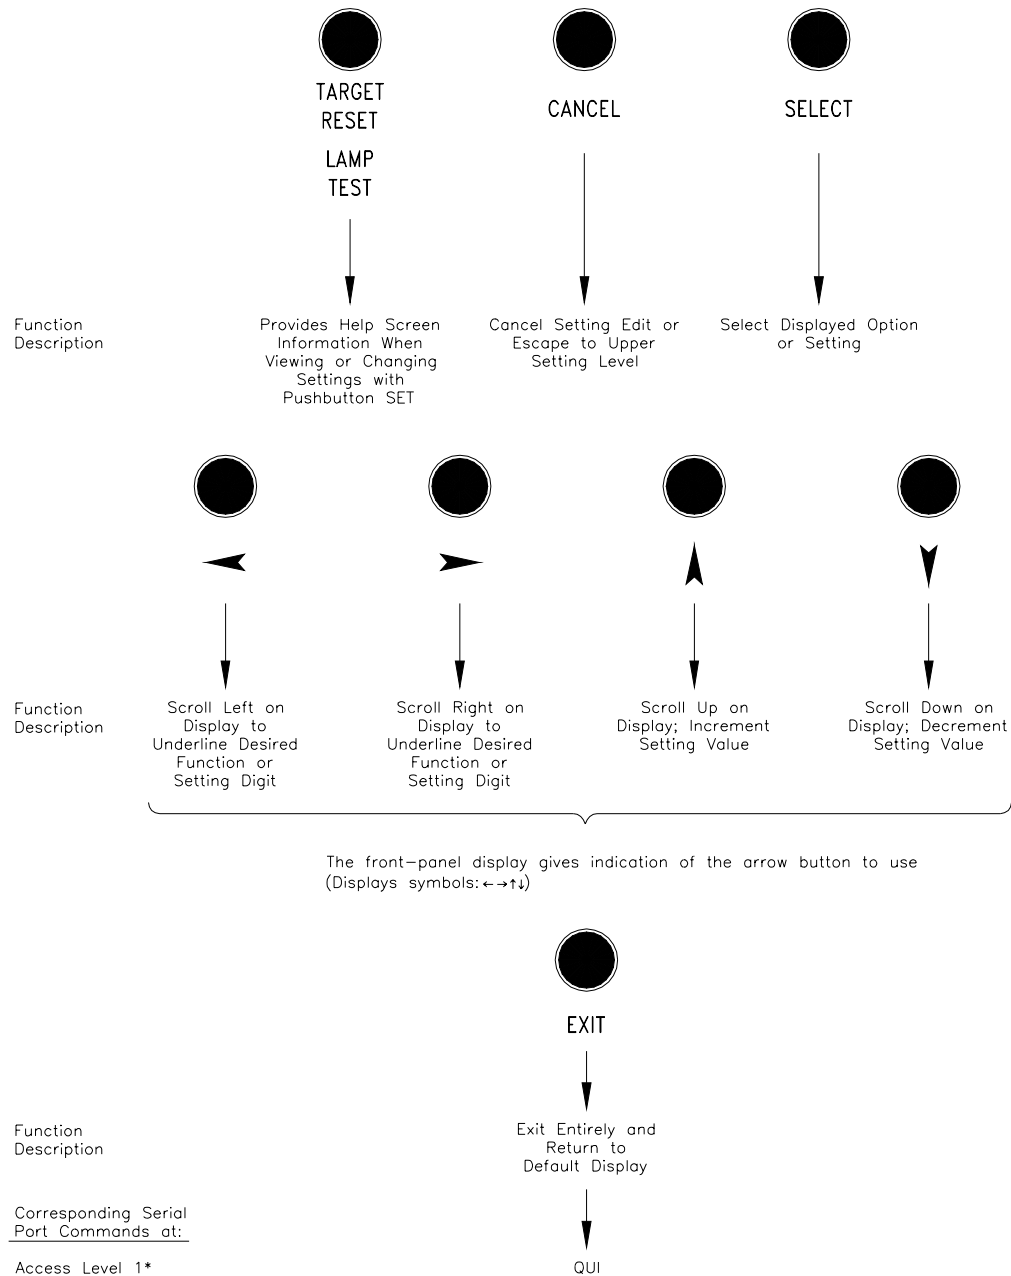 TARGET
RESET
LAMP
TEST
CANCEL
SELECT
Function
Description
Provides Help Screen
Information When
Viewing or Changing
Settings with
Pushbutton SET
Cancel Setting Edit or
Escape to Upper
Setting Level
Select Displayed Option
or Setting
Function
Description
Scroll Left on
Display to
Underline Desired
Function or
Setting Digit
Scroll Right on
Display to
Underline Desired
Function or
Setting Digit
Scroll Up on
Display; Increment
Setting Value
Scroll Down on
Display; Decrement
Setting Value
The front-panel display gives indication of the arrow button to use
(Displays symbols:←→↑↓)
EXIT
Function
Description
Exit Entirely and
Return to
Default Display
Corresponding Serial
Port Commands at:
Access Level 1*
QUI